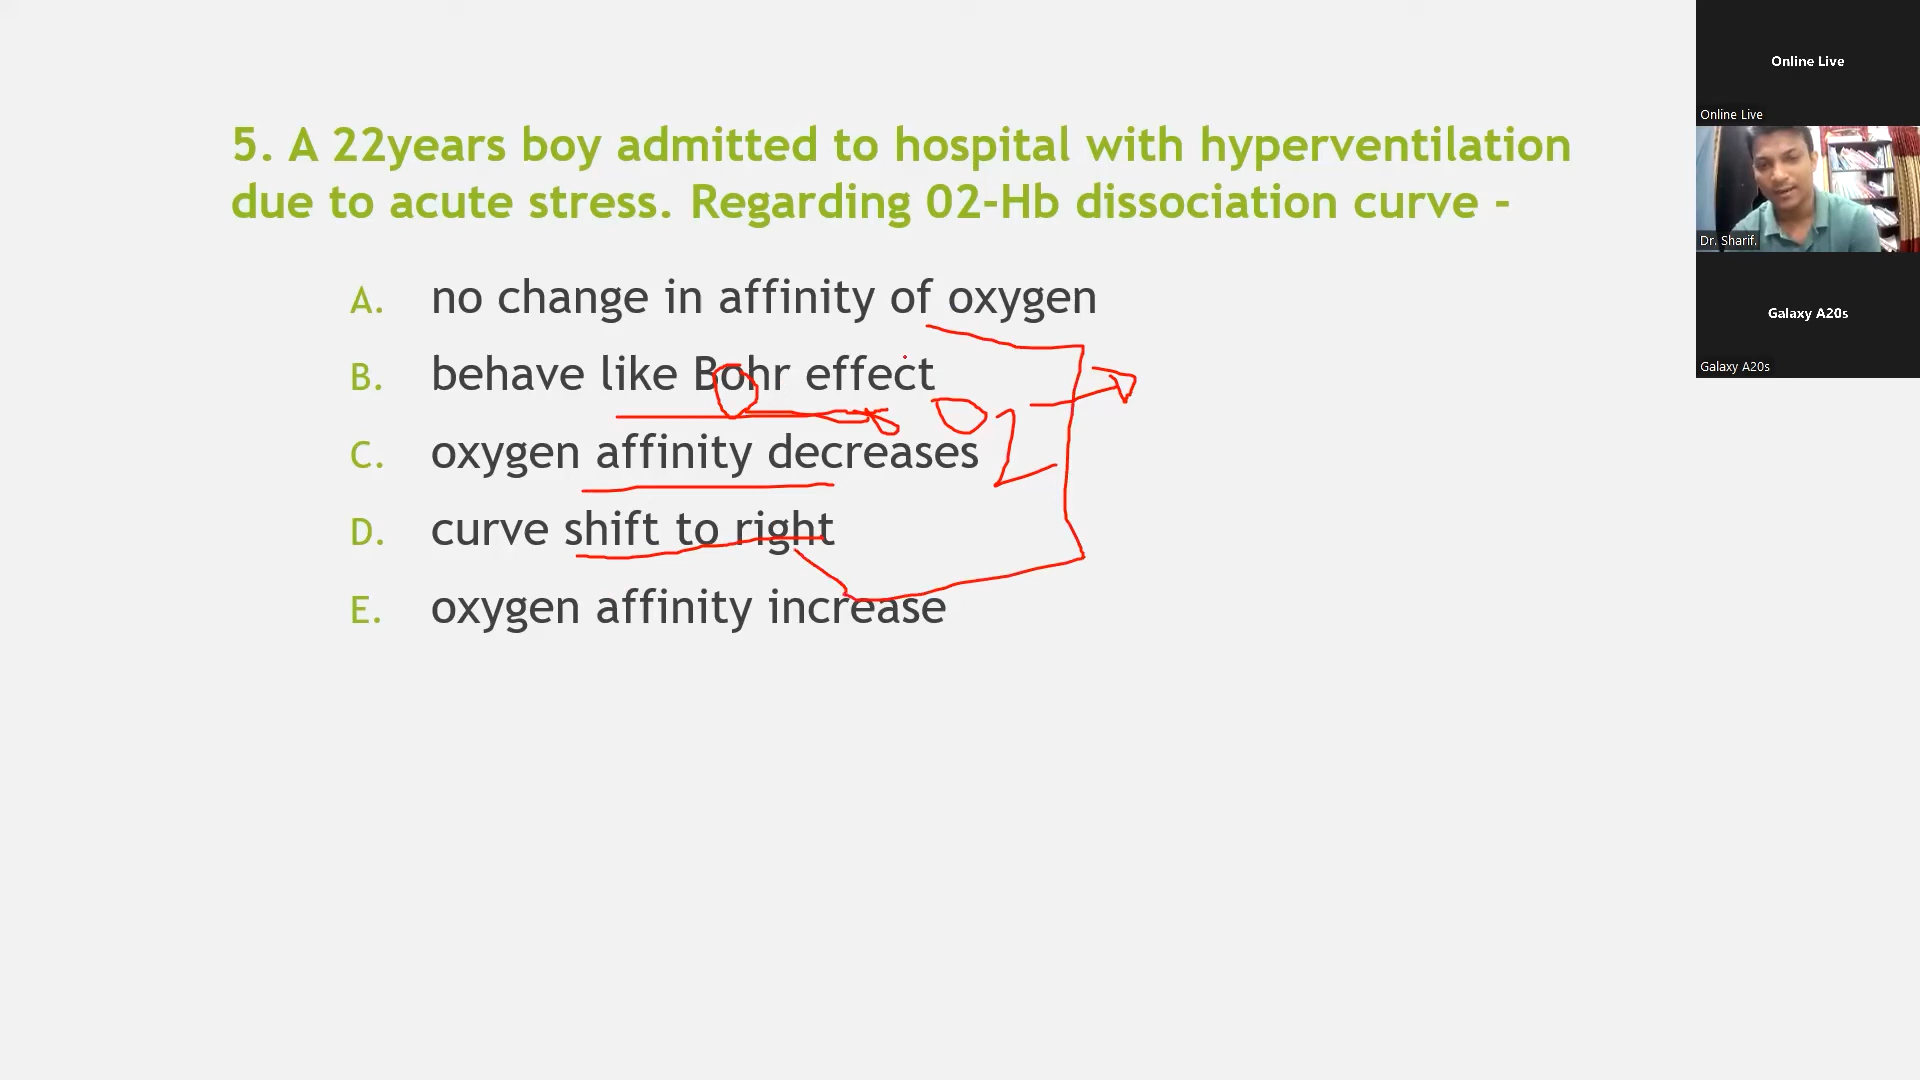 5. A 22years boy admitted to hospital with hyperventilation
due to acute stress. Regarding 02-Hb dissociation curve -
A. no change in affinity of oxygen
B. behave like Bohr effect
C. oxygen affinity decreases
D. curve shift to right
E. oxygen affinity increase
O2
Online Live
Online Live
Dr. Sharif.
Galaxy A20s
Galaxy A20s